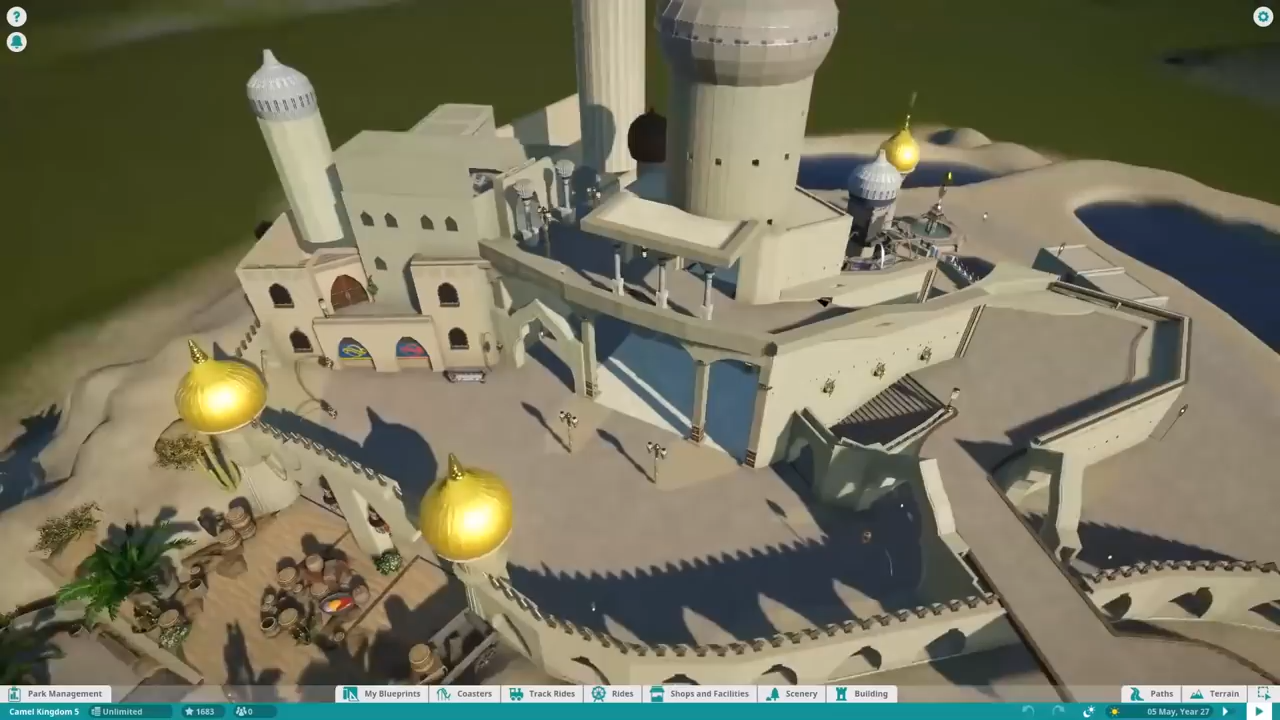 ?
Park Management
My Blueprints
Coasters
Track Rides
Rides
Shops and Facilities
Scenery
Building
Paths
Terrain
Camel Kingdom 5
Unlimited
1683
0
05 May, Year 27